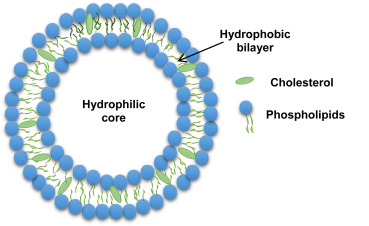 Hydrophobic
bilayer
Cholesterol
Hydrophilic
core
Phospholipids